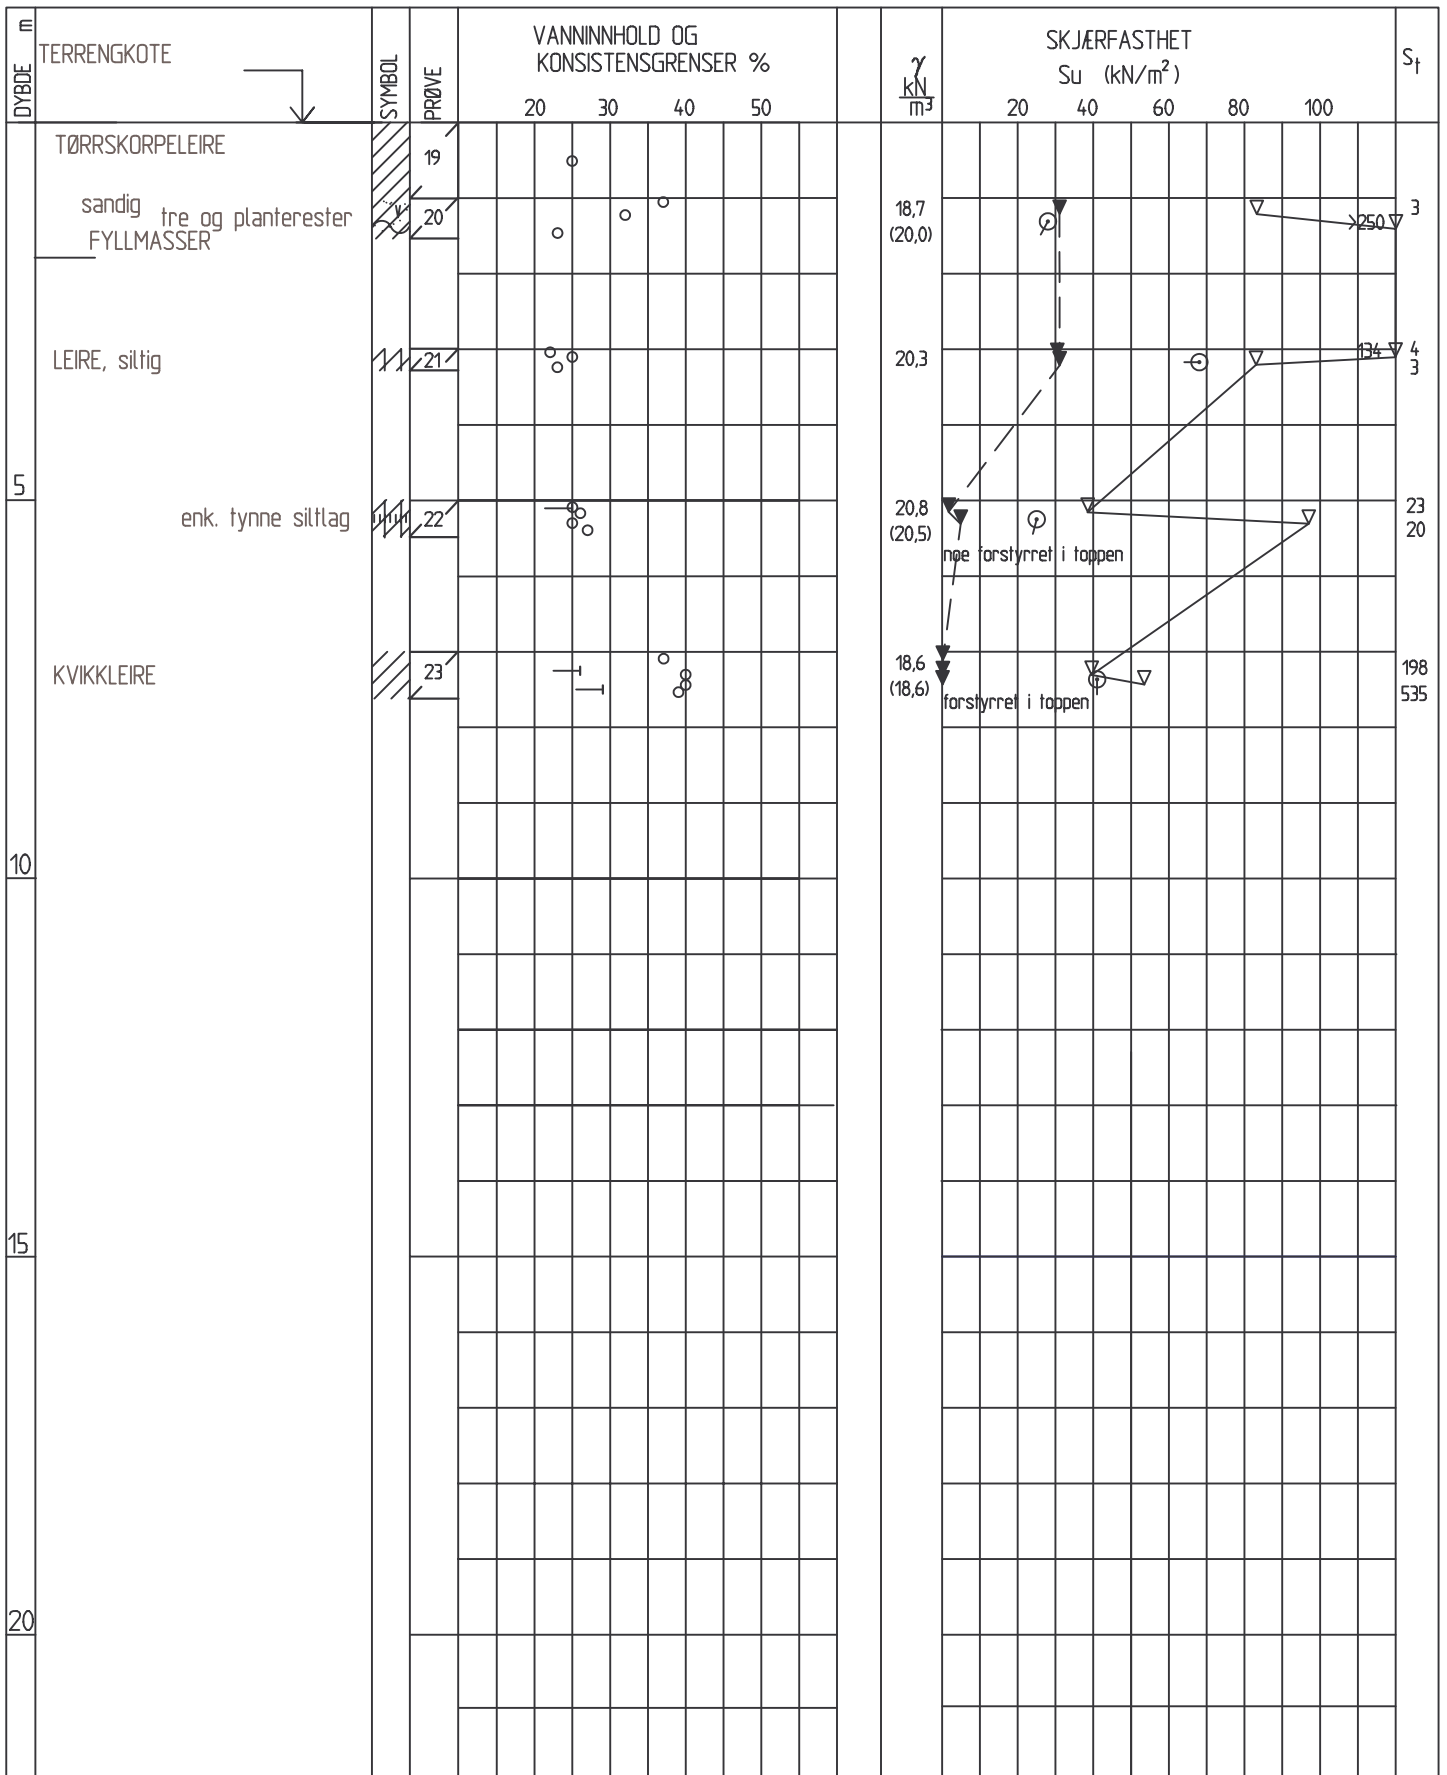 m
DYBDE
TERRENGKOTE
SYMBOL
PRØVE
VANNINNHOLD OG
KONSISTENSGRENSER %
20 30 40 50
γ
kN
m³
SKJÆRFASTHET
Su (kN/m²)
20 40 60 80 100
St
TØRRSKORPELEIRE
19
sandig
tre og planterester
FYLLMASSER
V
20
18,7
(20,0)
>250
3
LEIRE, siltig
21
20,3
134
4
3
5
enk. tynne siltlag
22
20,8
(20,5)
noe forstyrret i toppen
23
20
KVIKKLEIRE
23
18,6
(18,6)
forstyrret i toppen
198
535
10
15
20